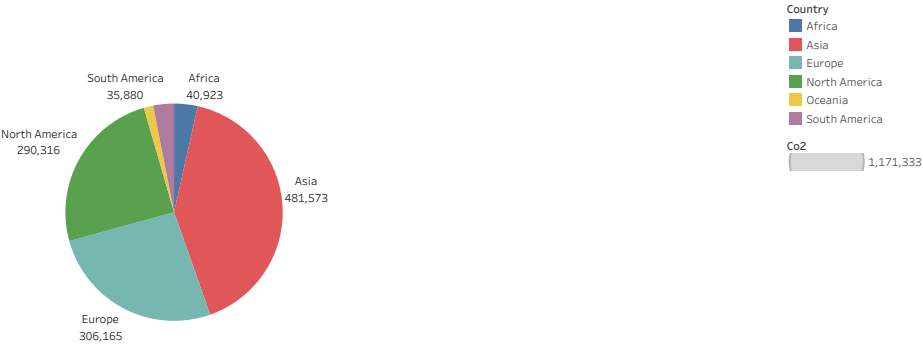 Country
Africa
Asia
Europe
North America
Oceania
South America
Co2
1,171,333
South America
35,880
Africa
40,923
North America
290,316
Asia
481,573
Europe
306,165